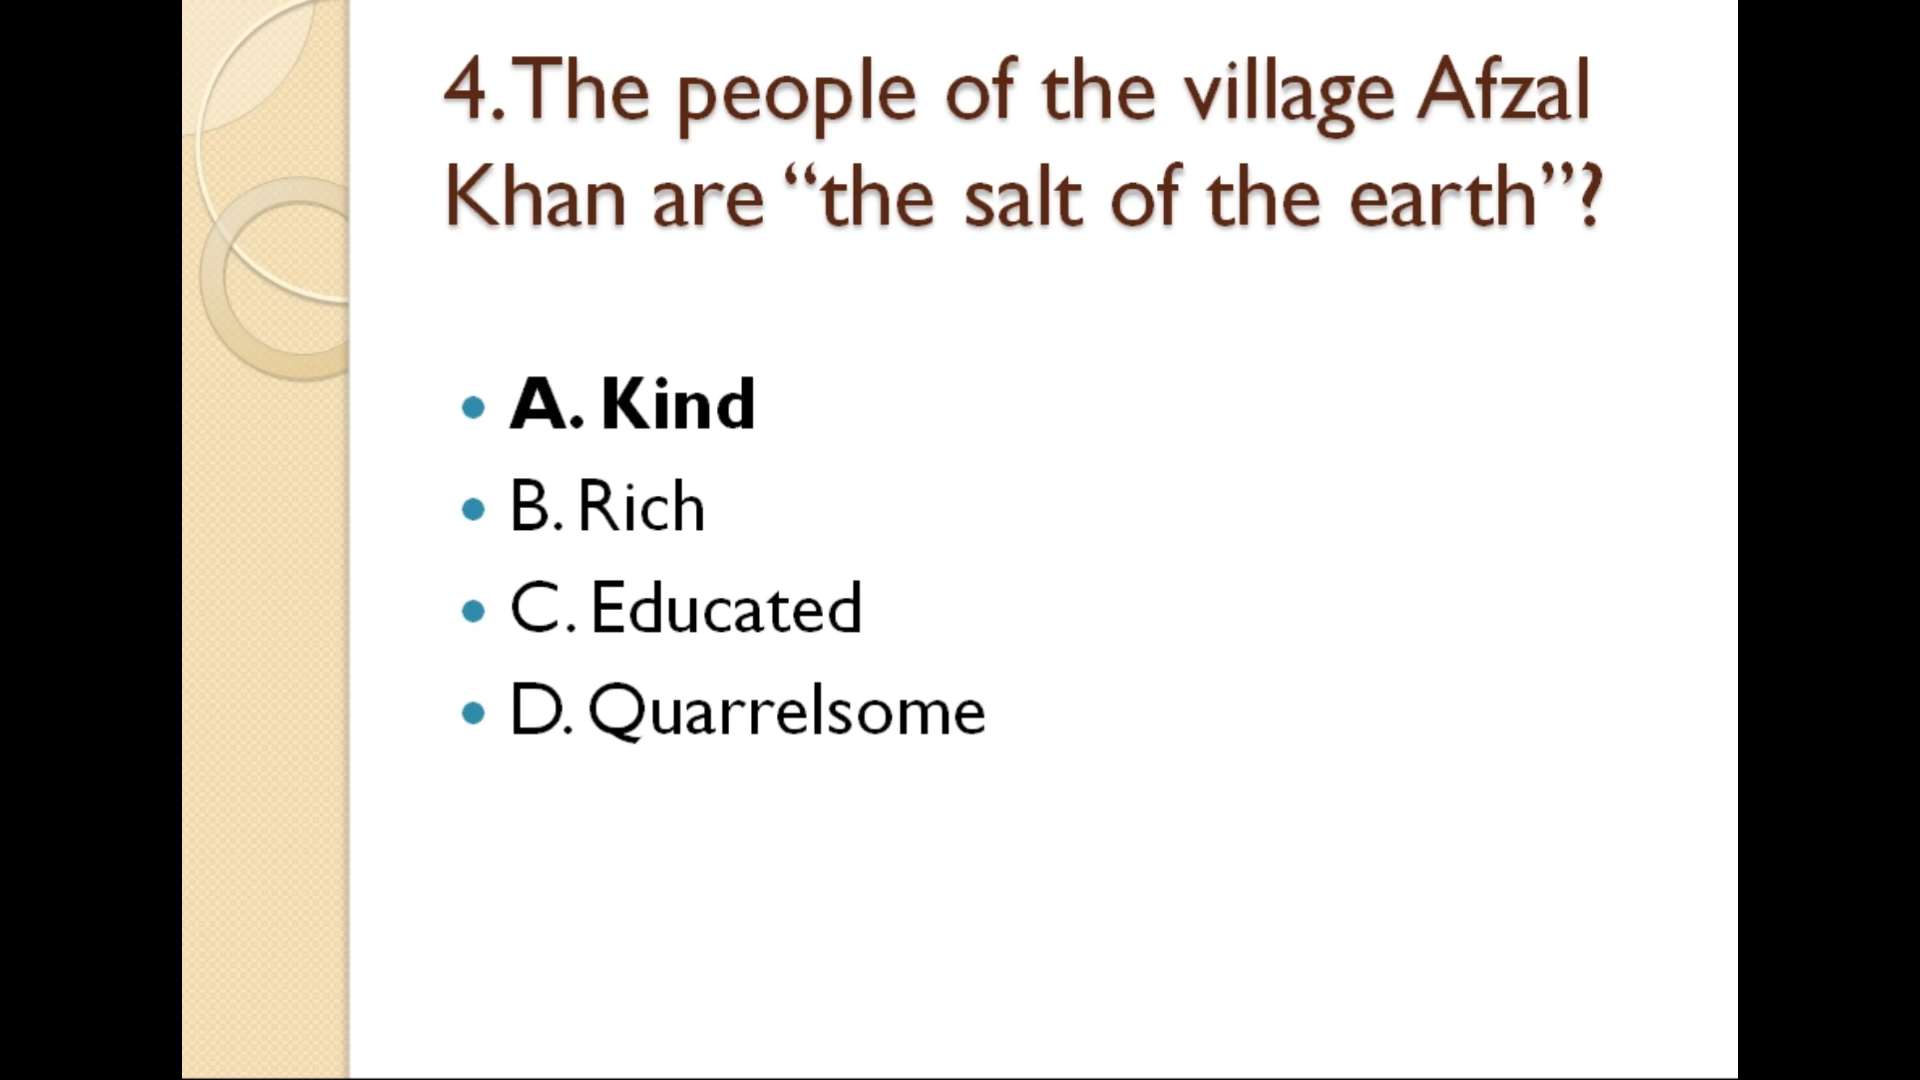 4. The people of the village Afzal
Khan are “the salt of the earth”?
A. Kind
B. Rich
C. Educated
D. Quarrelsome